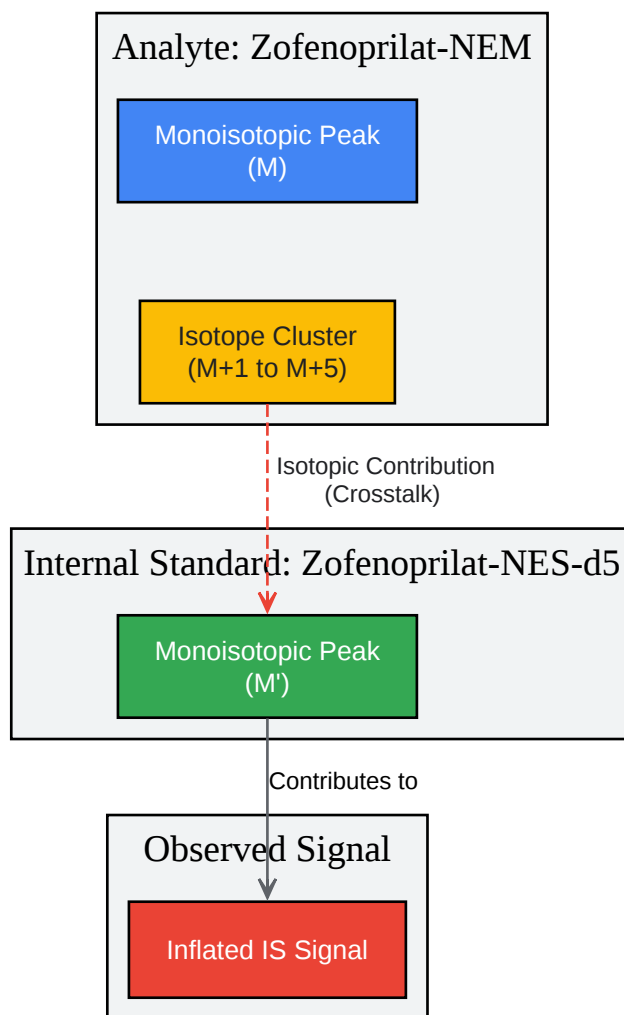 Analyte: Zofenoprilat-NEM
Monoisotopic Peak
(M)
Isotope Cluster
(M+1 to M+5)
Isotopic Contribution
(Crosstalk)
Internal Standard: Zofenoprilat-NES-d5
Monoisotopic Peak
(M')
Contributes to
Observed Signal
Inflated IS Signal